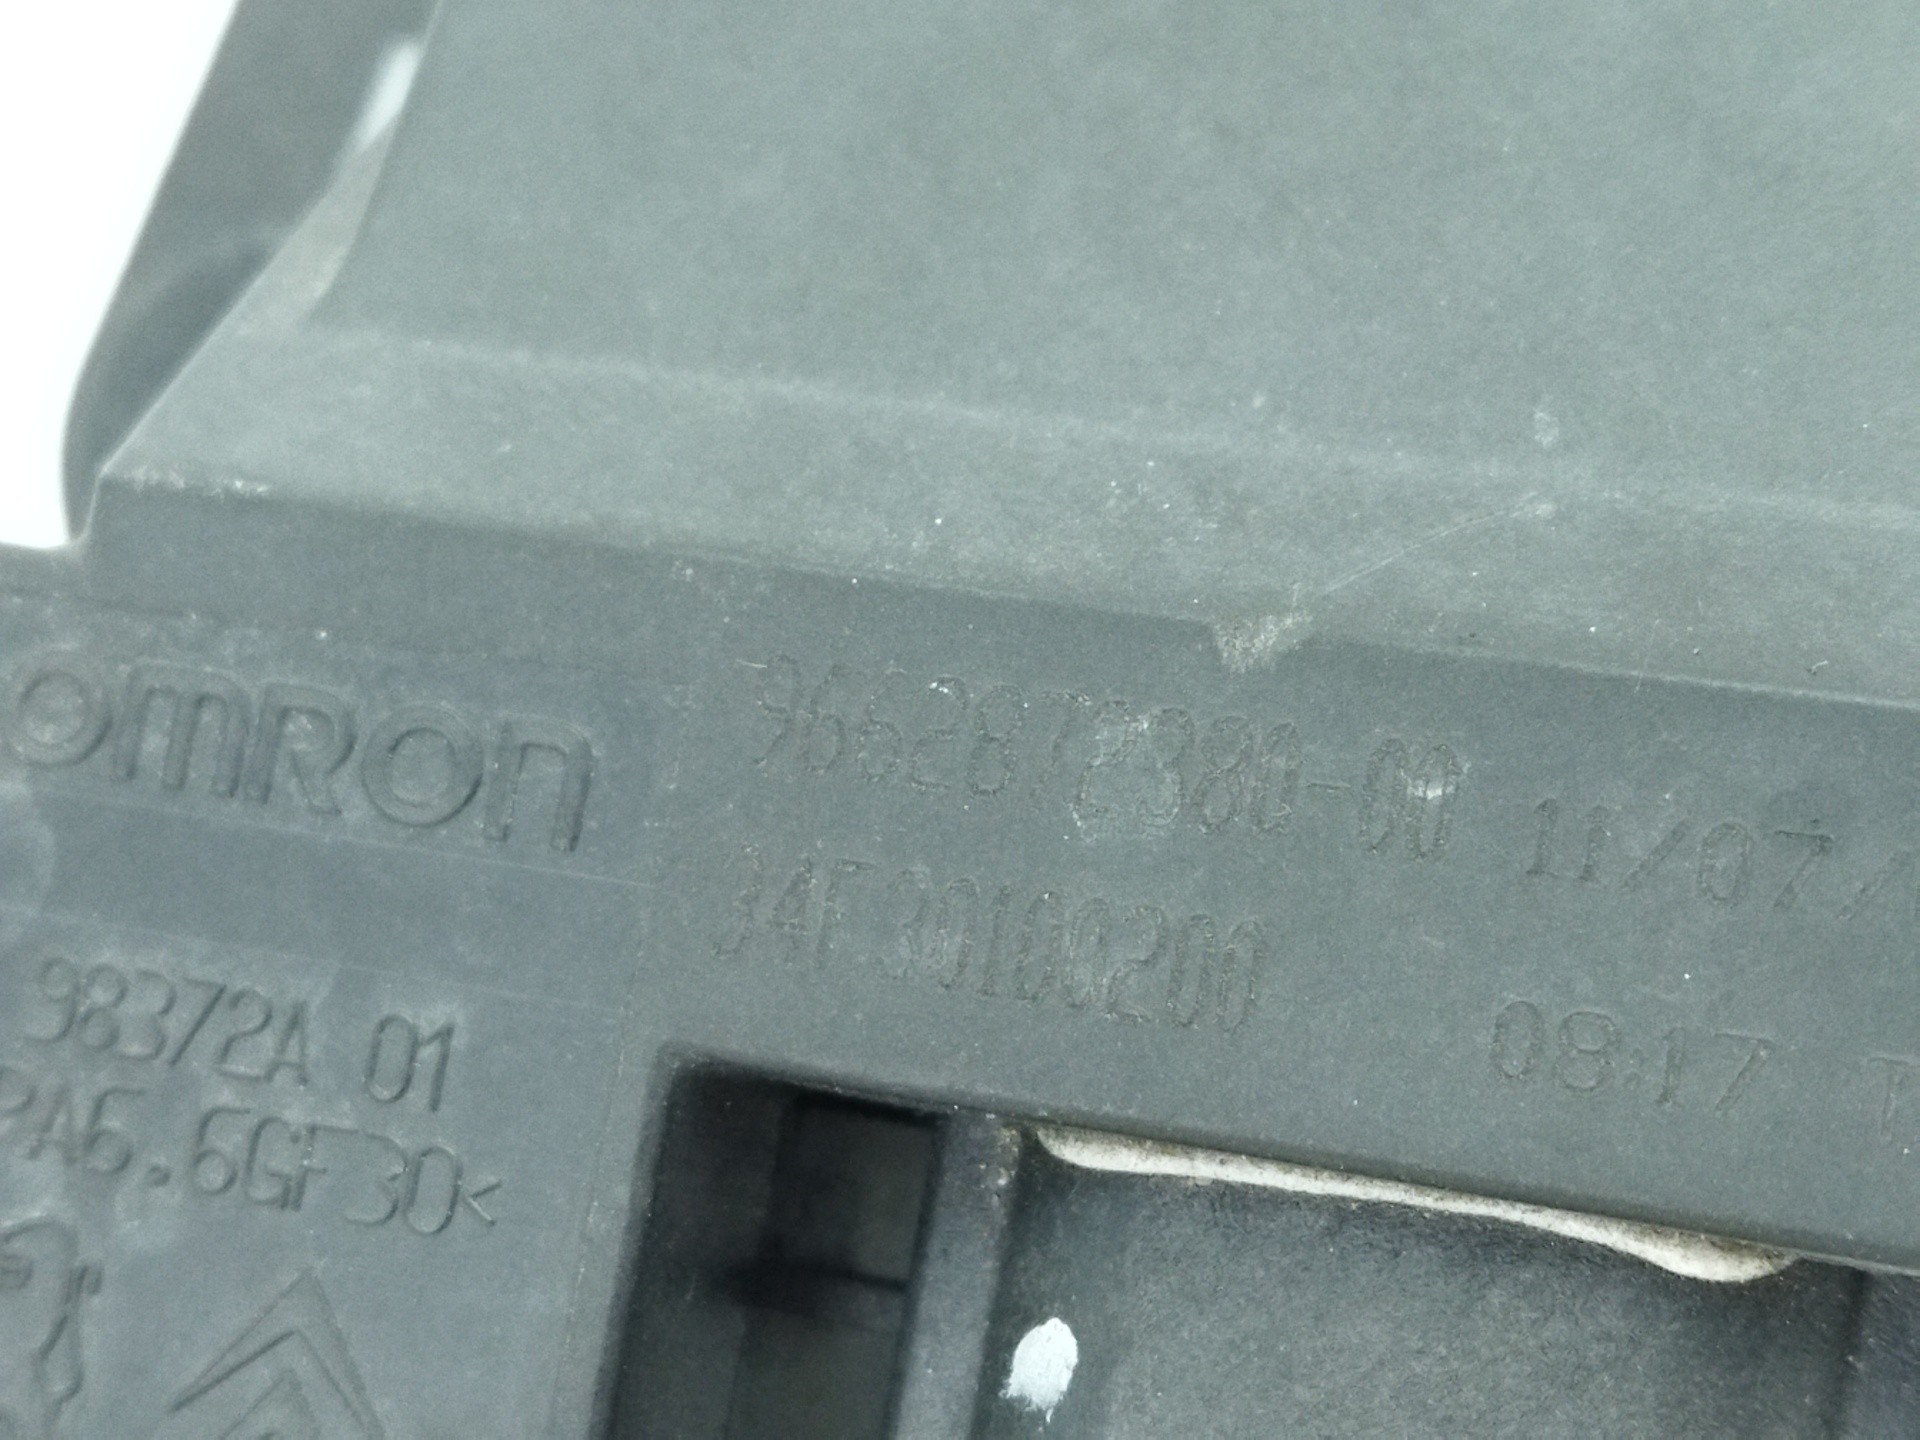 omron
9662872380-00 11/07/
98372A 01
34F30100200
PA6.6GF30<
08:17 T